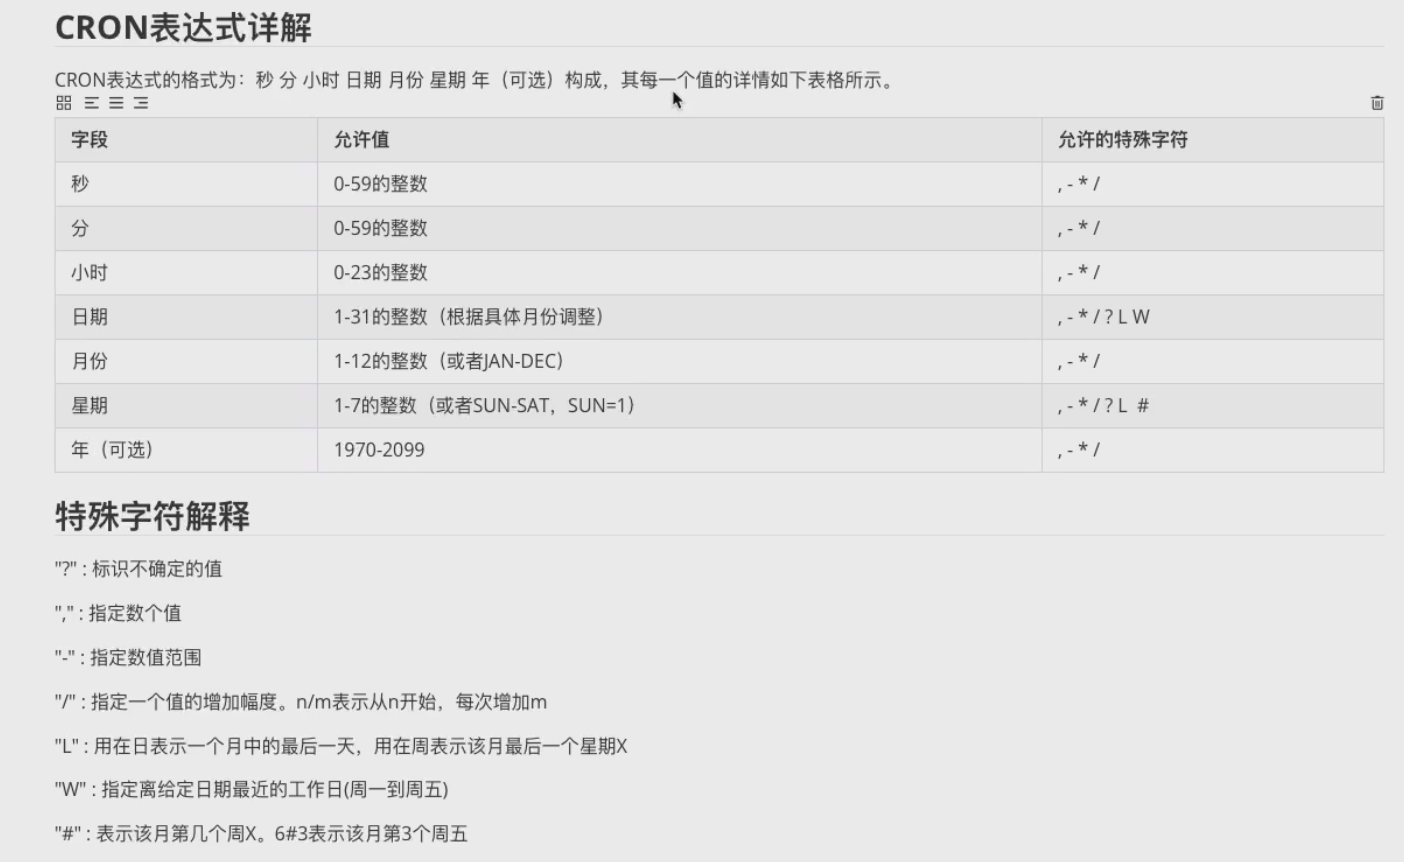 CRON表达式详解
CRON表达式的格式为：秒 分 小时 日期 月份 星期 年（可选）构成，其每一个值的详情如下表格所示。
字段 允许值 允许的特殊字符
秒 0-59的整数 , - * /
分 0-59的整数 , - * /
小时 0-23的整数 , - * /
日期 1-31的整数（根据具体月份调整） , - * / ? L W
月份 1-12的整数（或者JAN-DEC） , - * /
星期 1-7的整数（或者SUN-SAT，SUN=1） , - * / ? L #
年（可选） 1970-2099 , - * /
特殊字符解释
"?" : 标识不确定的值
"," : 指定数个值
"-" : 指定数值范围
"/" : 指定一个值的增加幅度。n/m表示从n开始，每次增加m
"L" : 用在日表示一个月中的最后一天，用在周表示该月最后一个星期X
"W" : 指定离给定日期最近的工作日(周一到周五)
"#" : 表示该月第几个周X。6#3表示该月第3个周五